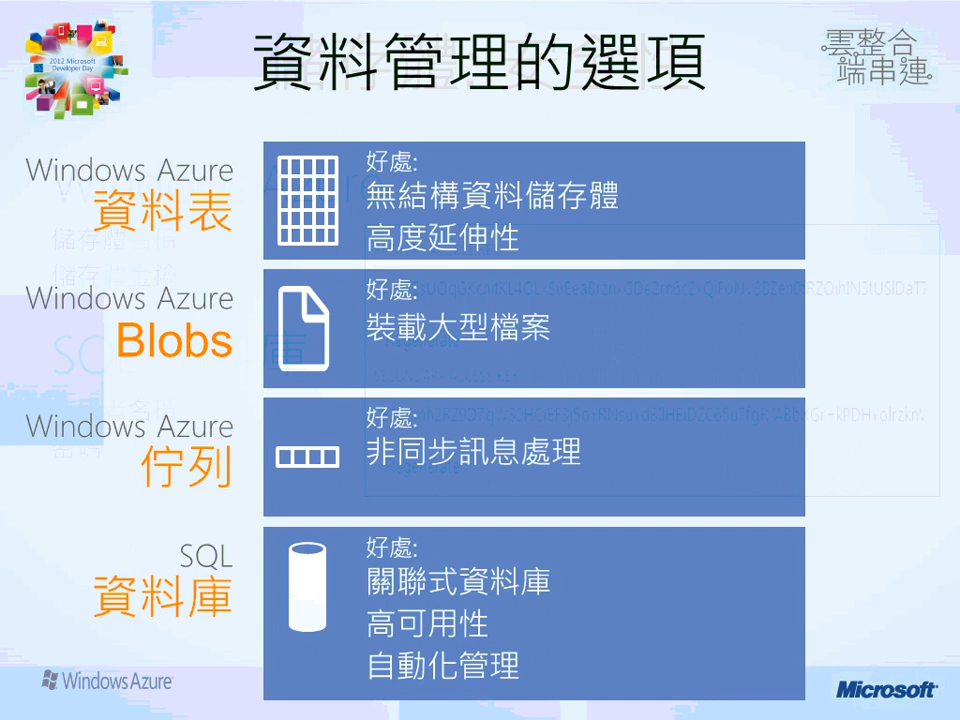 2012 Microsoft
Developer Day
資料管理的選項
雲整合
端串連
Windows Azure
資料表
好處:
無結構資料儲存體
高度延伸性
Windows Azure
Blobs
好處:
裝載大型檔案
Windows Azure
佇列
好處:
非同步訊息處理
SQL
資料庫
好處:
關聯式資料庫
高可用性
自動化管理
Windows Azure
Microsoft